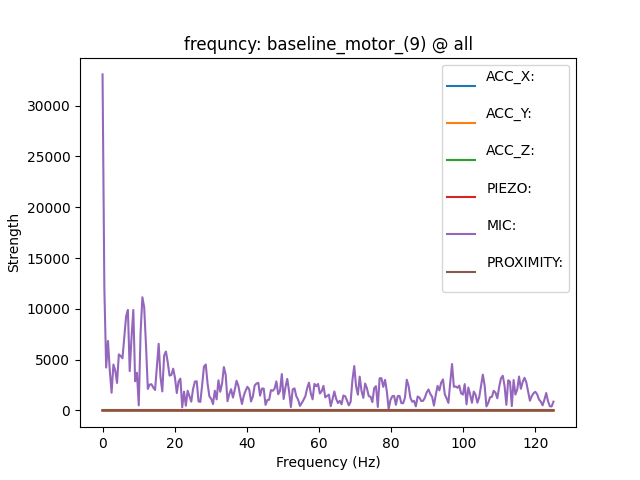 frequncy: baseline_motor_(9) @ all
Strength
30000
25000
20000
15000
10000
5000
0
ACC_X:
ACC_Y:
ACC_Z:
PIEZO:
MIC:
PROXIMITY:
0 20 40 60 80 100 120
Frequency (Hz)